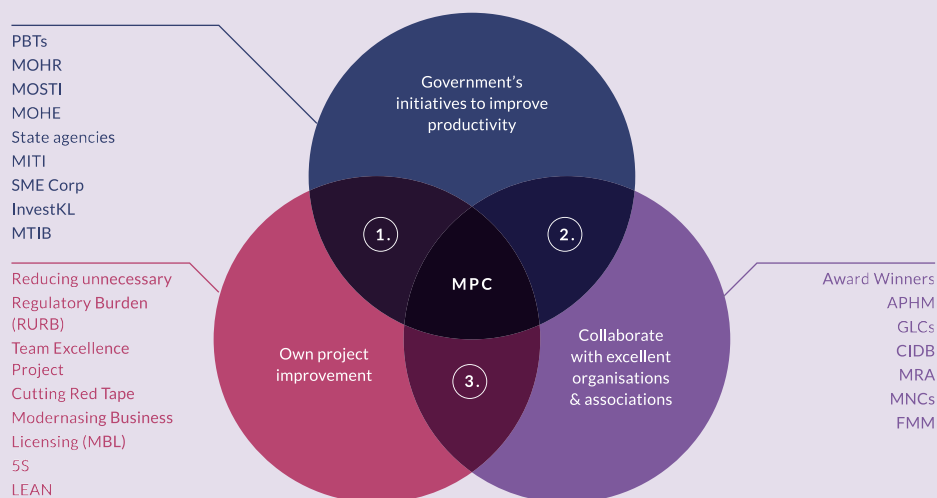 PBTs
MOHR
MOSTI
MOHE
State agencies
MITI
SME Corp
InvestKL
MTIB
Government's
initiatives to improve
productivity
1.
2.
MPC
Reducing unnecessary
Regulatory Burden
(RURB)
Team Excellence
Project
Cutting Red Tape
Modernasing Business
Licensing (MBL)
5S
LEAN
Own project
improvement
3.
Collaborate
with excellent
organisations
& associations
Award Winners
APHM
GLCs
CIDB
MRA
MNCs
FMM